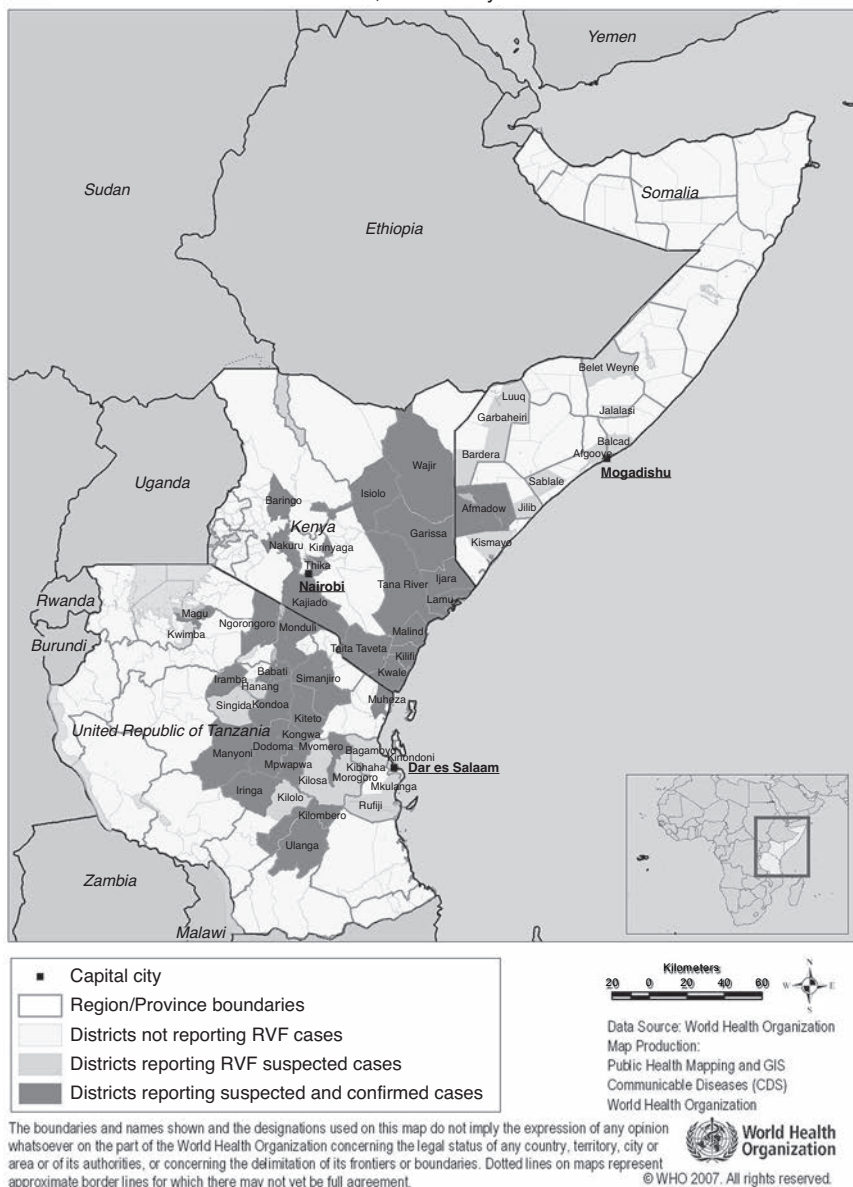 Yemen
Sudan
Somalia
Ethiopia
Belet Weyne
Luuq
Garbaheiri
Jalalasi
Balcad
Bardera
Afgooye
Wajir
Mogadishu
Uganda
Isiolo
Sablale
Baringo
Afmadow
Jilib
Kenya
Garissa
Nakuru
Kirinyaga
Kismayo
Thika
Nairobi
Tana River
Ijara
Rwanda
Kajiado
Lamu
Magu
Ngorongoro
Monduli
Malind
Burundi
Kwimba
Taita Taveta
Kilifi
Babati
Kwale
Iramba
Simanjiro
Hanang
Singida
Kondoa
Muheza
Kiteto
United Republic of Tanzania
Kongwa
Dodoma
Mvomero
Bagamoyo
Kinondoni
Manyoni
Kibhaha
Dar es Salaam
Mpwapwa
Morogoro
Kilosa
Mkulanga
Iringa
Kilolo
Rufiji
Kilombero
Ulanga
Zambia
Malawi
Capital city
Region/Province boundaries
Districts not reporting RVF cases
Districts reporting RVF suspected cases
Districts reporting suspected and confirmed cases
Kilometers
20 0 20 40 60
N
W E
S
Data Source: World Health Organization
Map Production:
Public Health Mapping and GIS
Communicable Diseases (CDS)
World Health Organization
The boundaries and names shown and the designations used on this map do not imply the expression of any opinion
whatsoever on the part of the World Health Organization concerning the legal status of any country, territory, city or
area or of its authorities, or concerning the delimitation of its frontiers or boundaries. Dotted lines on maps represent
approximate border lines for which there may not yet be full agreement.
World Health
Organization
© WHO 2007. All rights reserved.